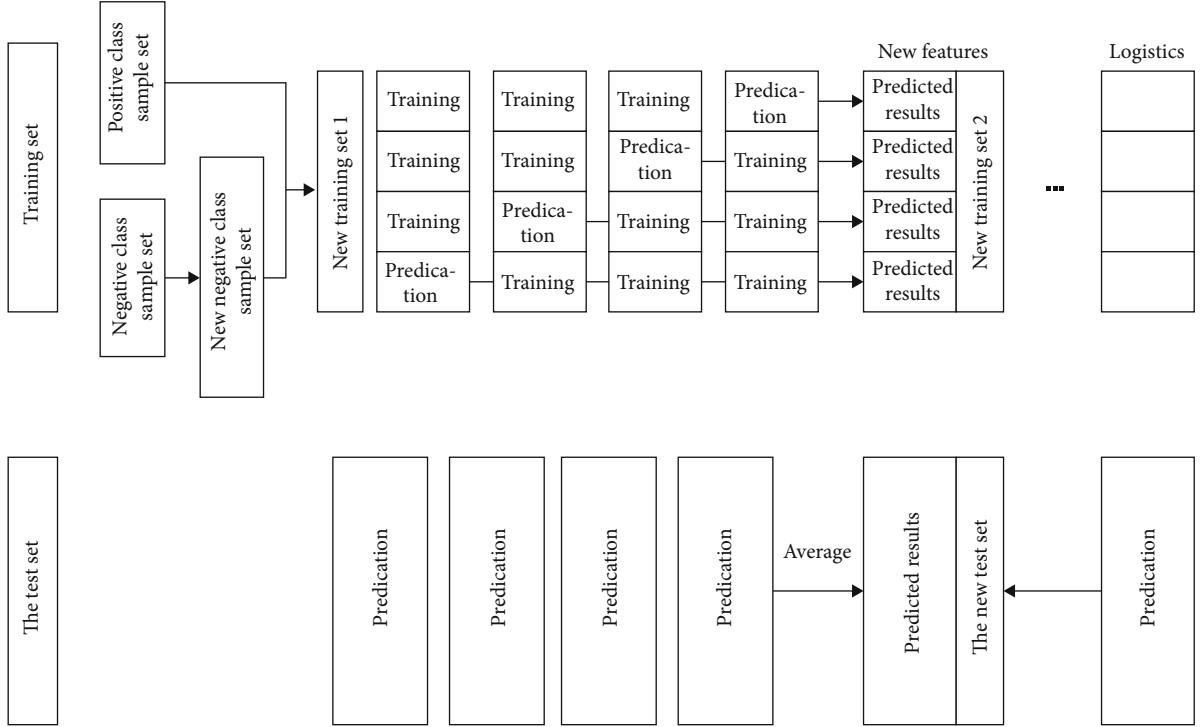 Training set
Positive class
sample set
Negative class
sample set
New negative class
sample set
New training set 1
Training
Training
Training
Predica-
tion
Training
Training
Predica-
tion
Training
Training
Predica-
tion
Training
Training
Predica-
tion
Training
Training
Training
New features
Predicted
results
Predicted
results
Predicted
results
Predicted
results
New training set 2
...
Logistics
The test set
Predication
Predication
Predication
Predication
Average
Predicted results
The new test set
Predication